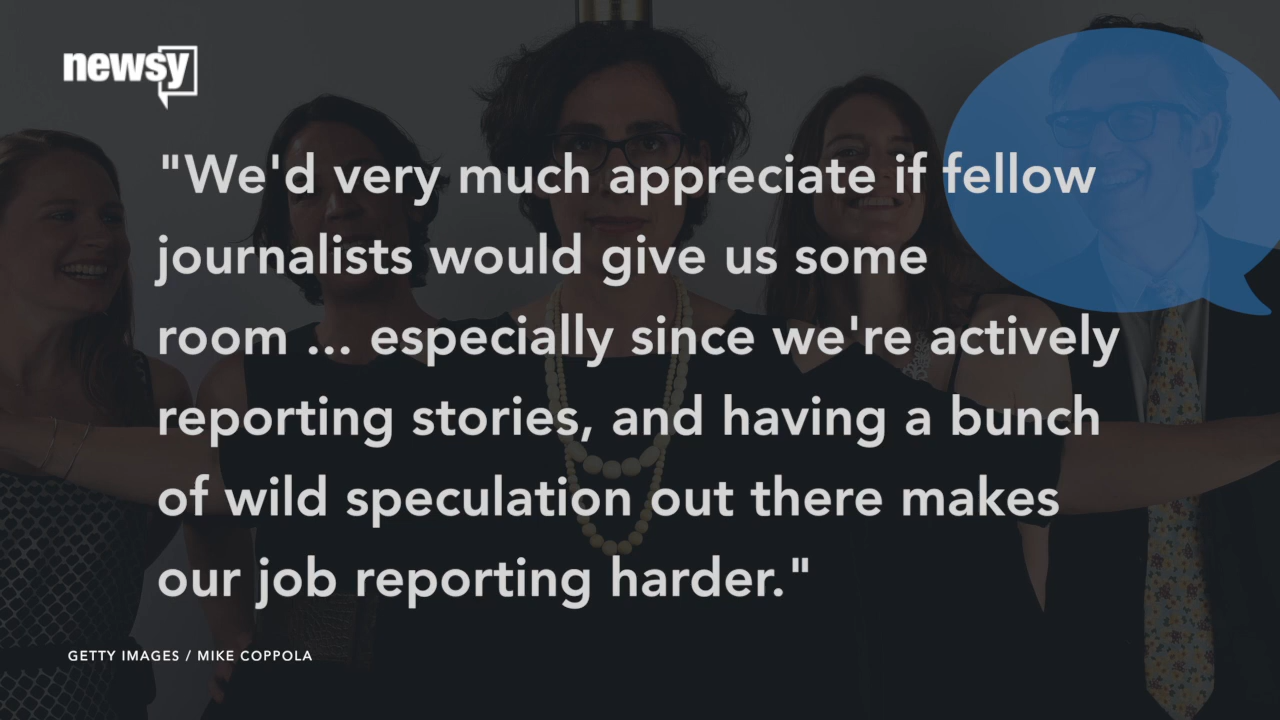 newsy
"We'd very much appreciate if fellow
journalists would give us some
room ... especially since we're actively
reporting stories, and having a bunch
of wild speculation out there makes
our job reporting harder."
GETTY IMAGES / MIKE COPPOLA